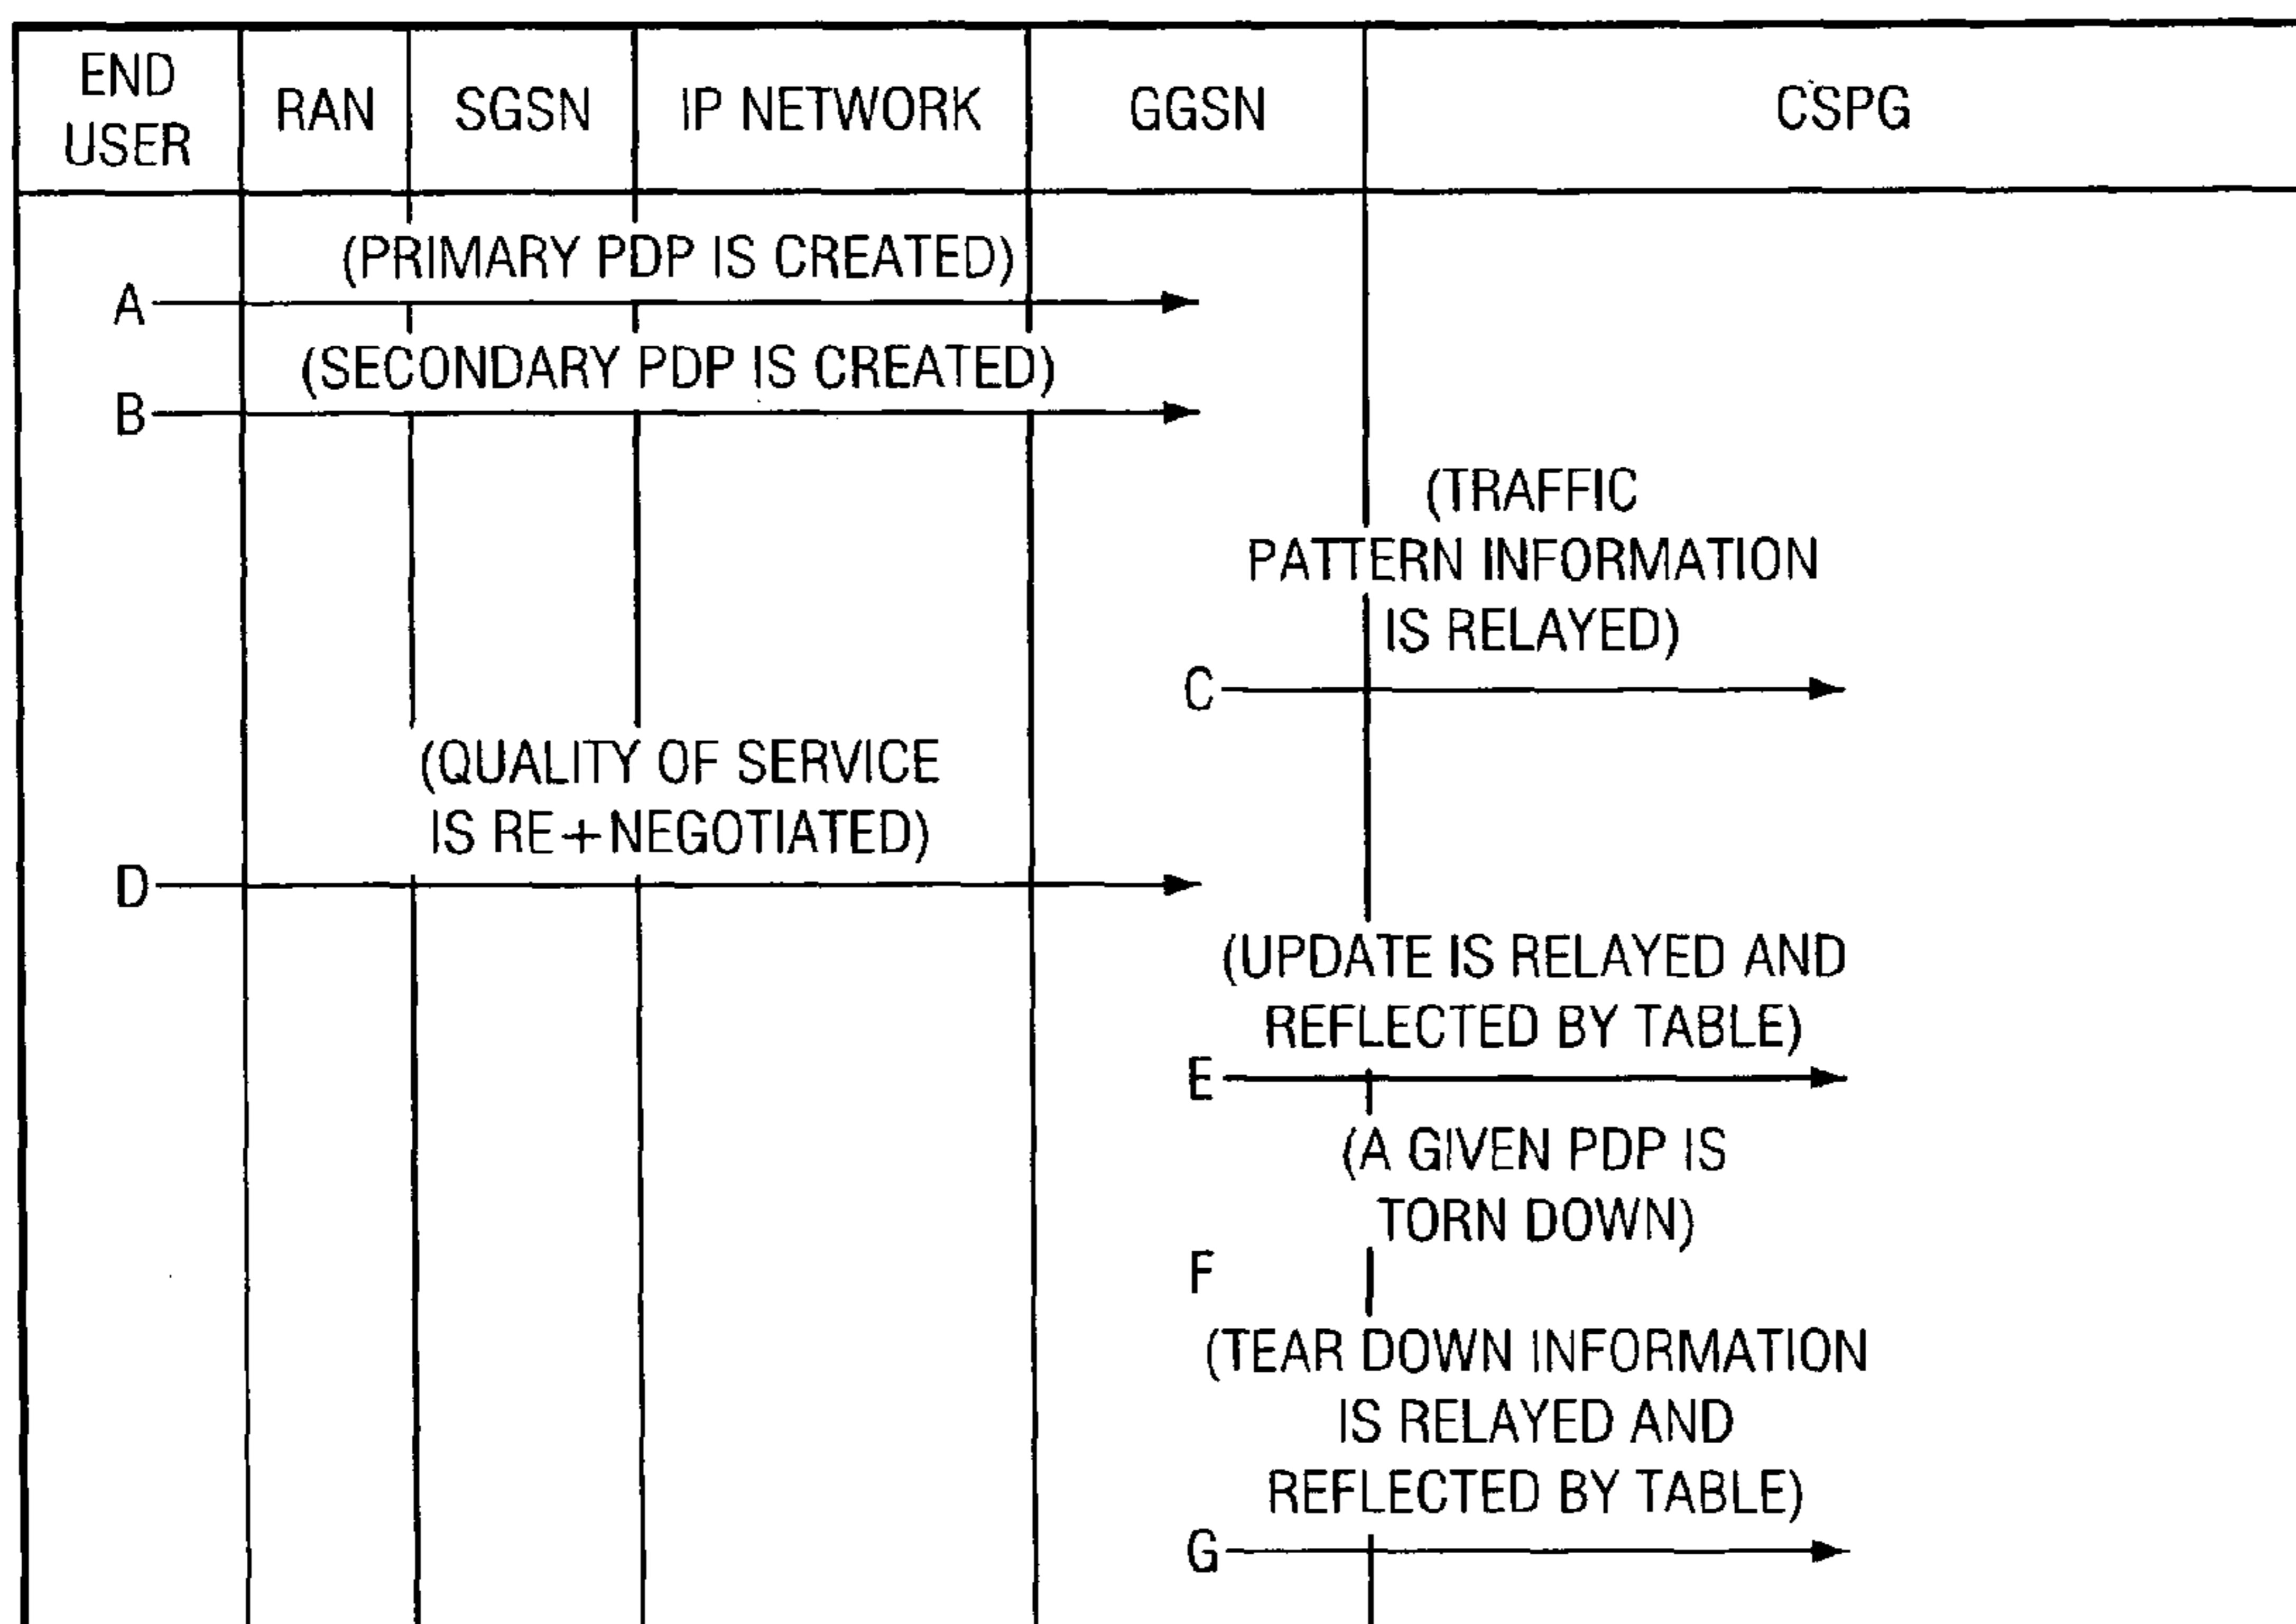 END
USER
RAN
SGSN
IP NETWORK
GGSN
CSPG
(PRIMARY PDP IS CREATED)
A
(SECONDARY PDP IS CREATED)
B
(TRAFFIC
PATTERN INFORMATION
IS RELAYED)
C
(QUALITY OF SERVICE
IS RE-NEGOTIATED)
D
(UPDATE IS RELAYED AND
REFLECTED BY TABLE)
E
(A GIVEN PDP IS
TORN DOWN)
F
(TEAR DOWN INFORMATION
IS RELAYED AND
REFLECTED BY TABLE)
G